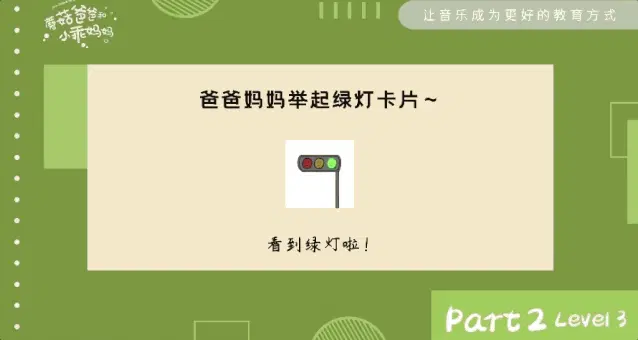 蘑菇爸爸和
小乖妈妈
让音乐成为更好的教育方式
爸爸妈妈举起绿灯卡片~
看到绿灯啦!
Part 2 Level 3